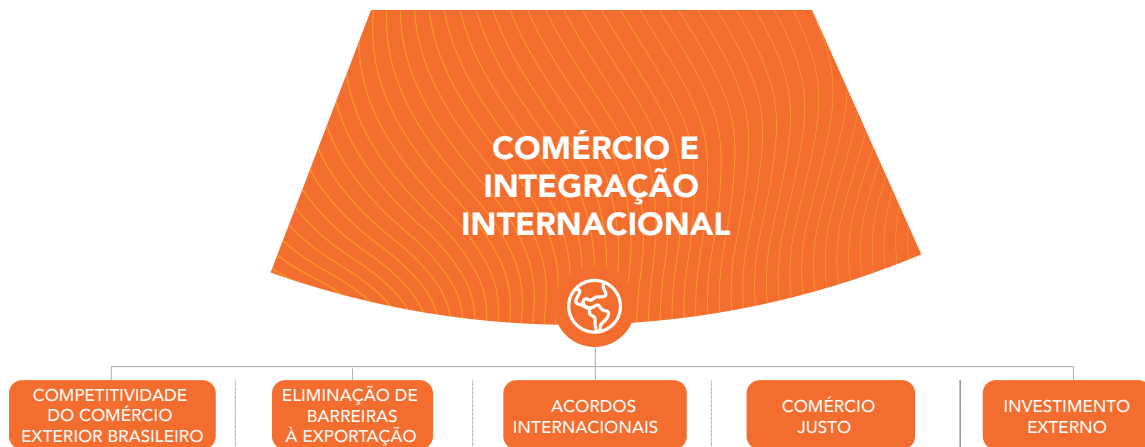 COMÉRCIO E
INTEGRAÇÃO
INTERNACIONAL
COMPETITIVIDADE
DO COMÉRCIO
EXTERIOR BRASILEIRO
ELIMINAÇÃO DE
BARREIRAS
À EXPORTAÇÃO
ACORDOS
INTERNACIONAIS
COMÉRCIO
JUSTO
INVESTIMENTO
EXTERNO